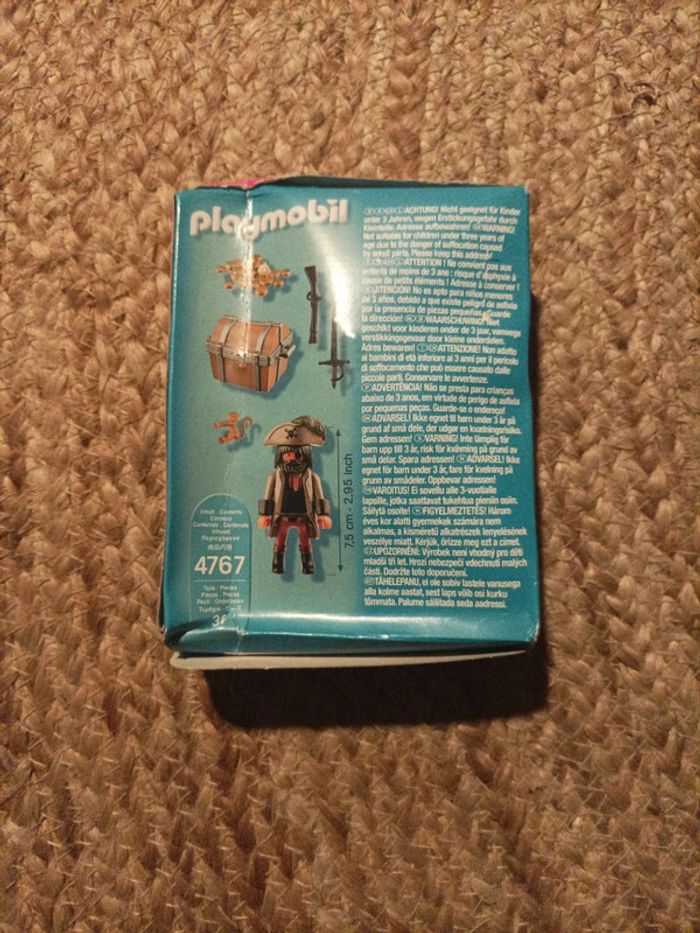 playmobil
ACHTUNG! Nicht geeignet für Kinder
unter 3 Jahren, wegen Erstickungsgefahr durch
Kleinteile. Adresse aufbewahren! WARNING!
Not suitable for children under three years of
age due to the danger of suffocation caused
by small parts. Please keep this address!
ATTENTION ! Ne convient pas aux
enfants de moins de 3 ans : risque d'asphyxie à
cause de petits éléments ! Adresse à conserver !
¡ATENCIÓN! No es apto para niños menores
de 3 años, debido a que existe peligro de asfixia
por la presencia de piezas pequeñas. Guarde
la dirección! WAARSCHUWING! Niet
geschikt voor kinderen onder de 3 jaar, vanwege
verstikkingsgevaar door kleine onderdelen.
Adres bewaren! ATTENZIONE! Non adatto
ai bambini di età inferiore ai 3 anni per il pericolo
di soffocamento che può essere causato dalle
piccole parti. Conservare le avvertenze.
ADVERTÊNCIA! Não se presta para crianças
abaixo de 3 anos, em virtude de perigo de asfixia
por pequenas peças. Guarde-se o endereço!
ADVARSEL! Ikke egnet til børn under 3 år på
grund af små dele, der udgør en kvælningsrisiko.
Gem adressen! VARNING! Inte lämplig för
barn upp till 3 år, risk för kvävning på grund av
små delar. Spara adressen! ADVARSEL! Ikke
egnet for barn under 3 år, fare for kvelning på
grunn av smådeler. Oppbevar adressen!
VAROITUS! Ei sovellu alle 3-vuotialle
lapsille, jotka saattavat tukehtua pieniin osiin.
Säilytä osoite! FIGYELMEZTETÉS! Három
éves kor alatti gyermekek számára nem
alkalmas, a kisméretű alkatrészek lenyelésének
veszélye miatt. Kérjük, őrizze meg ezt a címet.
UPOZORNĚNÍ: Výrobek není vhodný pro děti
mladší tří let. Hrozí nebezpečí vdechnutí malých
částí. Dodržte toto doporučení.
TÄHELEPANU, ei ole sobiv lastele vanusega
alla kolme aastat, sest laps võib osi kurku
tõmmata. Palume säilitada seda aadressi.
7,5 cm - 2.95 inch
Inhalt · Contents
Contenu
Contenido · Contenuto
Inhoud
Περιεχόμενο
4767
Teile · Pieces
Pièces · Piezas
Pezzi · Onderdelen